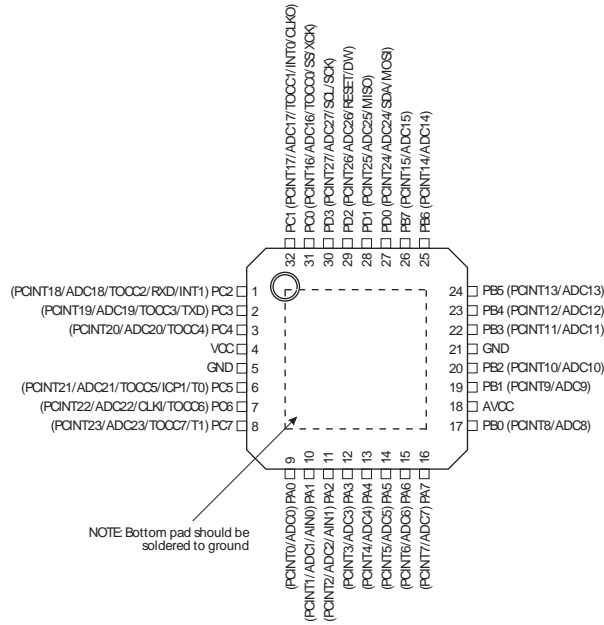 PC1 (PCINT17/ADC17/TOCC1/INT0/CLKO)
PC0 (PCINT16/ADC16/TOCC0/SS/XCK)
PD3 (PCINT27/ADC27/SCL/SCK)
PD2 (PCINT26/ADC26/RESET/DW)
PD1 (PCINT25/ADC25/MISO)
PD0 (PCINT24/ADC24/SDA/MOSI)
PB7 (PCINT15/ADC15)
PB6 (PCINT14/ADC14)
32
31
30
29
28
27
26
25
(PCINT18/ADC18/TOCC2/RXD/INT1) PC2 1
(PCINT19/ADC19/TOCC3/TXD) PC3 2
(PCINT20/ADC20/TOCC4) PC4 3
VCC 4
GND 5
(PCINT21/ADC21/TOCC5/ICP1/T0) PC5 6
(PCINT22/ADC22/CLKI/TOCC6) PC6 7
(PCINT23/ADC23/TOCC7/T1) PC7 8
24 PB5 (PCINT13/ADC13)
23 PB4 (PCINT12/ADC12)
22 PB3 (PCINT11/ADC11)
21 GND
20 PB2 (PCINT10/ADC10)
19 PB1 (PCINT9/ADC9)
18 AVCC
17 PB0 (PCINT8/ADC8)
9
10
11
12
13
14
15
16
(PCINT0/ADC0) PA0
(PCINT1/ADC1/AIN0) PA1
(PCINT2/ADC2/AIN1) PA2
(PCINT3/ADC3) PA3
(PCINT4/ADC4) PA4
(PCINT5/ADC5) PA5
(PCINT6/ADC6) PA6
(PCINT7/ADC7) PA7
NOTE: Bottom pad should be
soldered to ground